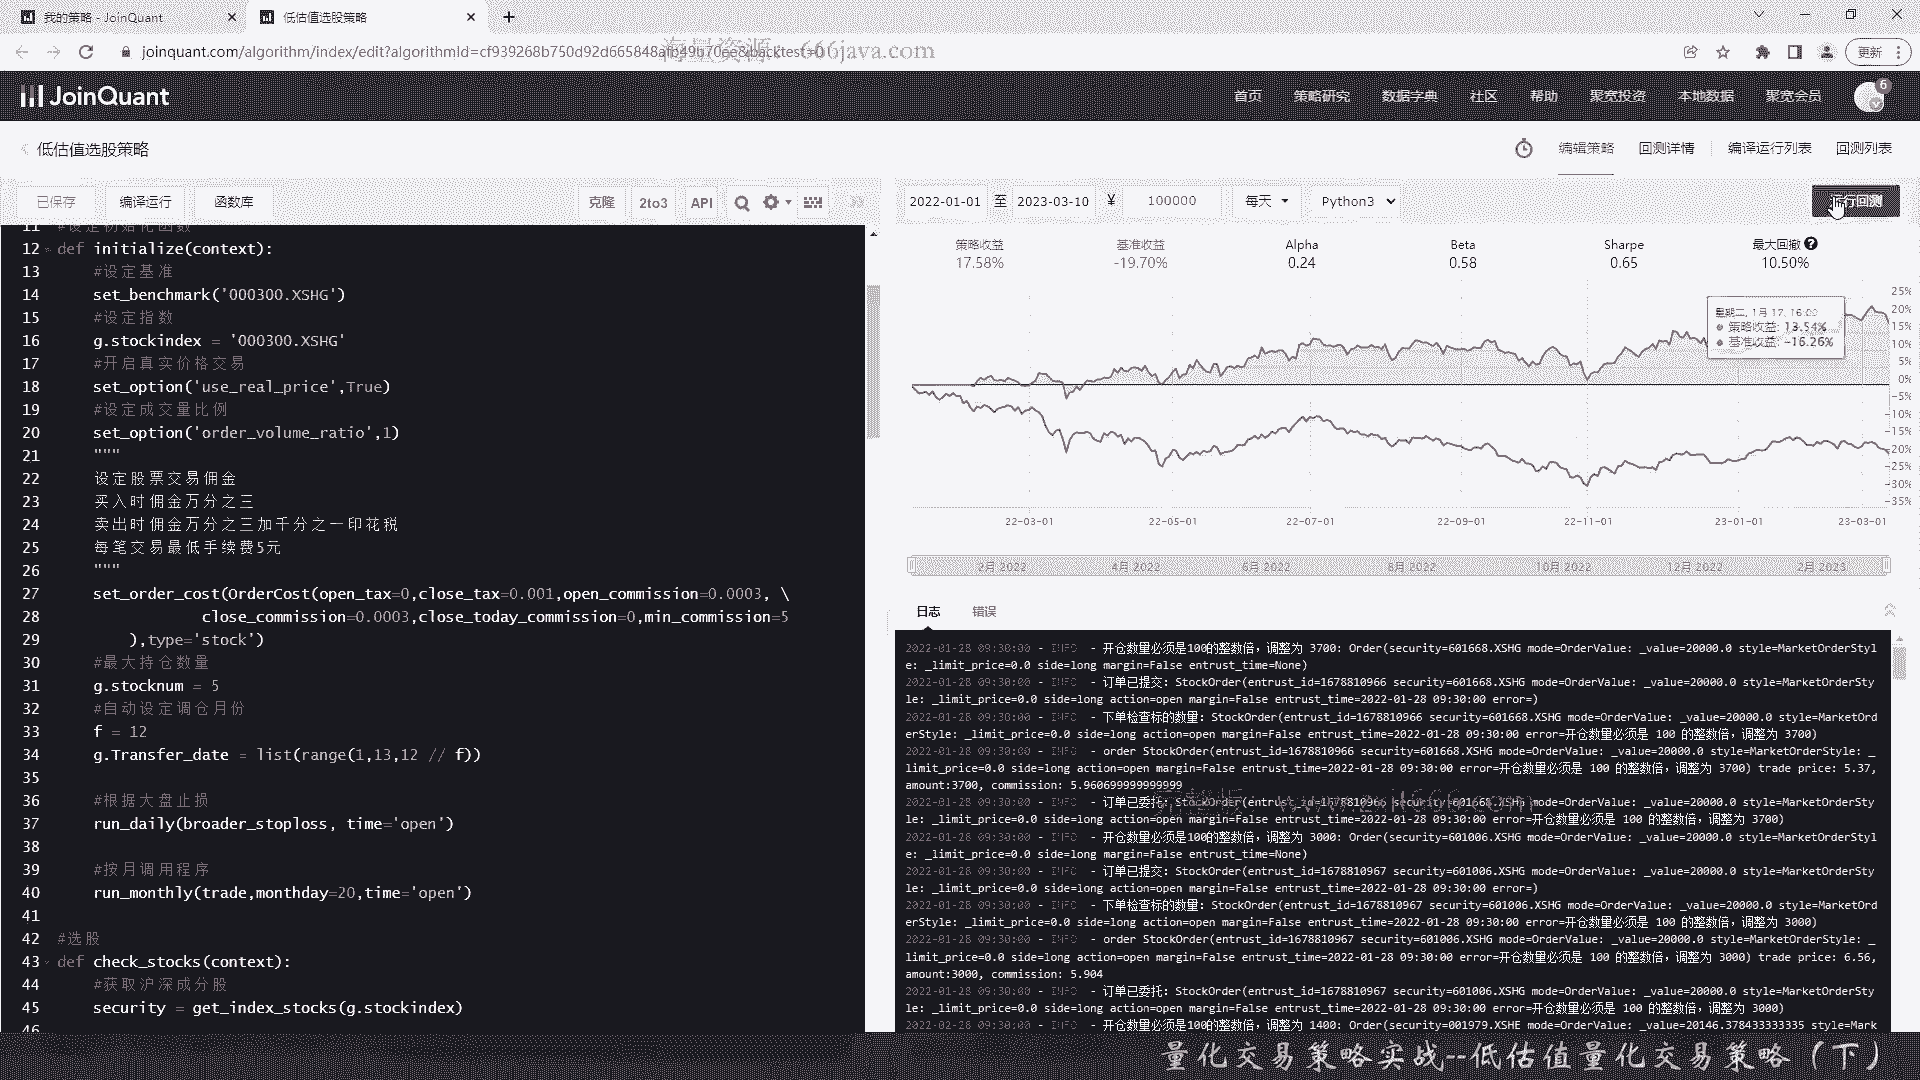 我的策略 - JoinQuant
低估值选股策略
joinquant.com/algorithm/index/edit?algorithmId=
海量资源：666java.com
更新
JoinQuant
首页 策略研究 数据字典 社区 帮助 聚宽投资 本地数据 聚宽会员
6
低估值选股策略
编辑策略 回测详情 编译运行列表 回测列表
已保存 编译运行 函数库 克隆 2to3 API
2022-01-01 至 2023-03-10 ¥ 100000 每天 Python3 运行回测
11 #设定初始化函数
12 def initialize(context):
13 #设定基准
14 set_benchmark('000300.XSHG')
15 #设定指数
16 g.stockindex = '000300.XSHG'
17 #开启真实价格交易
18 set_option('use_real_price',True)
19 #设定成交量比例
20 set_option('order_volume_ratio',1)
21 """
22 设定股票交易佣金
23 买入时佣金万分之三
24 卖出时佣金万分之三加千分之一印花税
25 每笔交易最低手续费5元
26 """
27 set_order_cost(OrderCost(open_tax=0,close_tax=0.001,open_commission=0.0003, \
28 close_commission=0.0003,close_today_commission=0,min_commission=5
29 ),type='stock')
30 #最大持仓数量
31 g.stocknum = 5
32 #自动设定调仓月份
33 f = 12
34 g.Transfer_date = list(range(1,13,12 // f))
35
36 #根据大盘止损
37 run_daily(broader_stoploss, time='open')
38
39 #按月调用程序
40 run_monthly(trade,monthday=20,time='open')
41
42 #选股
43 def check_stocks(context):
44 #获取沪深成分股
45 security = get_index_stocks(g.stockindex)
46
策略收益 基准收益 Alpha Beta Sharpe 最大回撤
17.58% -19.70% 0.24 0.58 0.65 10.50%
星期二, 1月 17, 16:00
策略收益: 13.54%
基准收益: -16.26%
25%
20%
15%
10%
5%
0%
-5%
-10%
-15%
-20%
-25%
-30%
-35%
22-03-01 22-05-01 22-07-01 22-09-01 22-11-01 23-01-01 23-03-01
2月 2022 4月 2022 6月 2022 8月 2022 10月 2022 12月 2022 2月 2023
日志 错误
2022-01-28 09:30:00 - INFO - 开仓数量必须是100的整数倍，调整为 3700: Order(security=601668.XSHG mode=OrderValue: _value=20000.0 style=MarketOrderStyl
e: _limit_price=0.0 side=long margin=False entrust_time=None)
2022-01-28 09:30:00 - INFO - 订单已提交: StockOrder(entrust_id=1678810966 security=601668.XSHG mode=OrderValue: _value=20000.0 style=MarketOrderSty
le: _limit_price=0.0 side=long action=open margin=False entrust_time=2022-01-28 09:30:00 error=)
2022-01-28 09:30:00 - INFO - 下单检查标的数量: StockOrder(entrust_id=1678810966 security=601668.XSHG mode=OrderValue: _value=20000.0 style=MarketOrd
erStyle: _limit_price=0.0 side=long action=open margin=False entrust_time=2022-01-28 09:30:00 error=开仓数量必须是 100 的整数倍，调整为 3700)
2022-01-28 09:30:00 - INFO - order StockOrder(entrust_id=1678810966 security=601668.XSHG mode=OrderValue: _value=20000.0 style=MarketOrderStyle: _
limit_price=0.0 side=long action=open margin=False entrust_time=2022-01-28 09:30:00 error=开仓数量必须是 100 的整数倍，调整为 3700) trade price: 5.37,
amount:3700, commission: 5.960699999999999
2022-01-28 09:30:00 - INFO - 订单已委托: StockOrder(entrust_id=1678810966 security=601668.XSHG mode=OrderValue: _value=20000.0 style=MarketOrderSty
le: _limit_price=0.0 side=long action=open margin=False entrust_time=2022-01-28 09:30:00 error=开仓数量必须是 100 的整数倍，调整为 3700)
2022-01-28 09:30:00 - INFO - 开仓数量必须是100的整数倍，调整为 3000: Order(security=601006.XSHG mode=OrderValue: _value=20000.0 style=MarketOrderStyl
e: _limit_price=0.0 side=long margin=False entrust_time=None)
2022-01-28 09:30:00 - INFO - 订单已提交: StockOrder(entrust_id=1678810967 security=601006.XSHG mode=OrderValue: _value=20000.0 style=MarketOrderSty
le: _limit_price=0.0 side=long action=open margin=False entrust_time=2022-01-28 09:30:00 error=)
2022-01-28 09:30:00 - INFO - 下单检查标的数量: StockOrder(entrust_id=1678810967 security=601006.XSHG mode=OrderValue: _value=20000.0 style=MarketOrd
erStyle: _limit_price=0.0 side=long action=open margin=False entrust_time=2022-01-28 09:30:00 error=开仓数量必须是 100 的整数倍，调整为 3000)
2022-01-28 09:30:00 - INFO - order StockOrder(entrust_id=1678810967 security=601006.XSHG mode=OrderValue: _value=20000.0 style=MarketOrderStyle: _
limit_price=0.0 side=long action=open margin=False entrust_time=2022-01-28 09:30:00 error=开仓数量必须是 100 的整数倍，调整为 3000) trade price: 6.56,
amount:3000, commission: 5.904
2022-01-28 09:30:00 - INFO - 订单已委托: StockOrder(entrust_id=1678810967 security=601006.XSHG mode=OrderValue: _value=20000.0 style=MarketOrderSty
le: _limit_price=0.0 side=long action=open margin=False entrust_time=2022-01-28 09:30:00 error=开仓数量必须是 100 的整数倍，调整为 3000)
2022-02-28 09:30:00 - INFO - 开仓数量必须是100的整数倍，调整为 1400: Order(security=001979.XSHE mode=OrderValue: _value=20146.378433333335 style=Mark
量化交易策略实战--低估值量化交易策略（下）